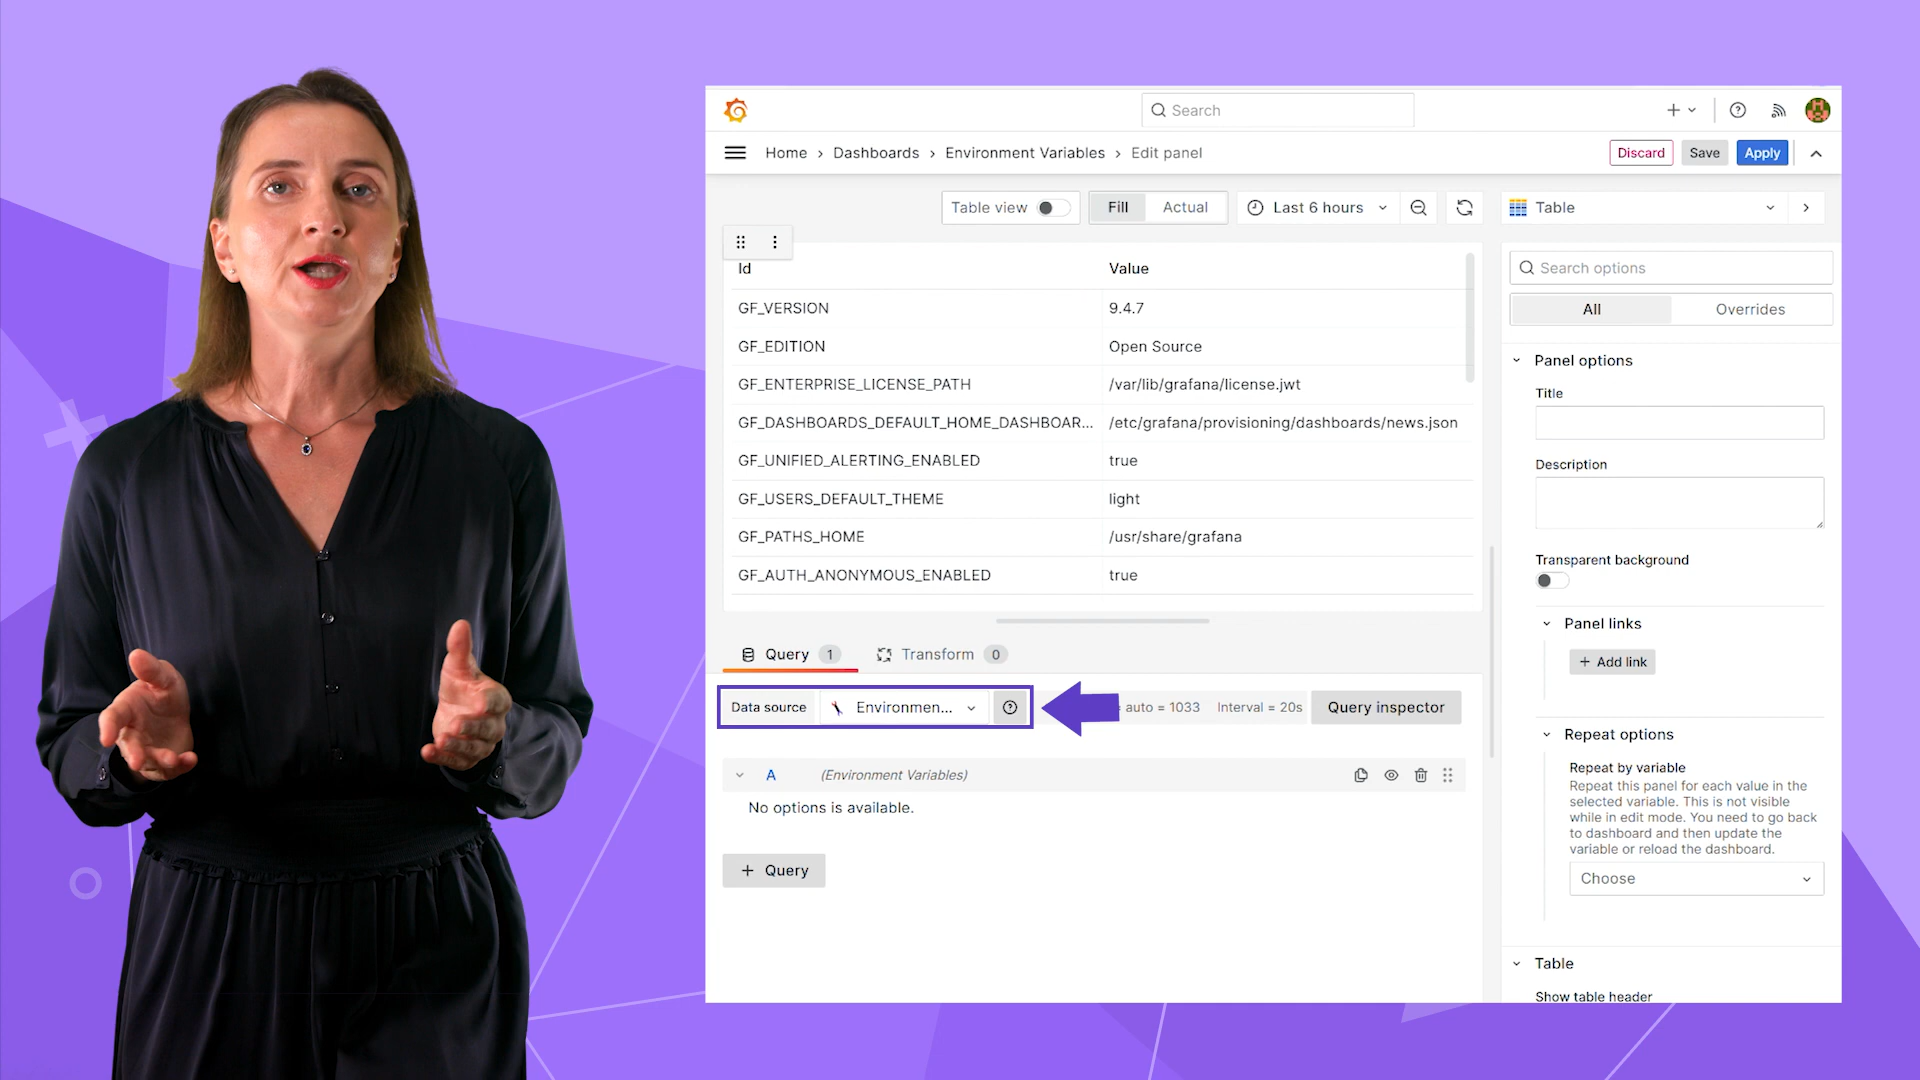 Search
Home › Dashboards › Environment Variables › Edit panel
Discard Save Apply
Table view Fill Actual Last 6 hours Table
Id Value
GF_VERSION 9.4.7
GF_EDITION Open Source
GF_ENTERPRISE_LICENSE_PATH /var/lib/grafana/license.jwt
GF_DASHBOARDS_DEFAULT_HOME_DASHBOAR... /etc/grafana/provisioning/dashboards/news.json
GF_UNIFIED_ALERTING_ENABLED true
GF_USERS_DEFAULT_THEME light
GF_PATHS_HOME /usr/share/grafana
GF_AUTH_ANONYMOUS_ENABLED true
Query 1 Transform 0
Data source Environmen... auto = 1033 Interval = 20s Query inspector
A (Environment Variables)
No options is available.
+ Query
Search options
All Overrides
Panel options
Title
Description
Transparent background
Panel links
+ Add link
Repeat options
Repeat by variable
Repeat this panel for each value in the
selected variable. This is not visible
while in edit mode. You need to go back
to dashboard and then update the
variable or reload the dashboard.
Choose
Table
Show table header